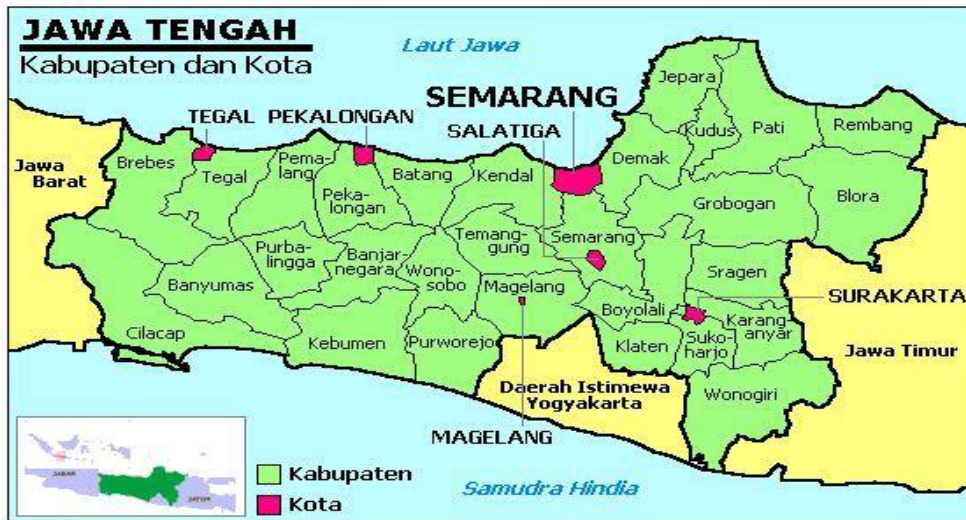 JAWA TENGAH
Kabupaten dan Kota
Laut Jawa
SEMARANG
TEGAL
PEKALONGAN
SALATIGA
Jepara
Kudus
Pati
Rembang
Jawa
Barat
Brebes
Tegal
Pema-
lang
Peka-
longan
Batang
Kendal
Demak
Grobogan
Blora
Purba-
lingga
Banjar-
negara
Temang-
gung
Semarang
Banyumas
Wono-
sobo
Magelang
Boyolali
Sragen
SURAKARTA
Cilacap
Kebumen
Purworejo
Klaten
Suko-
harjo
Karang-
anyar
Jawa Timur
Daerah Istimewa
Yogyakarta
Wonogiri
MAGELANG
Kabupaten
Kota
Samudra Hindia